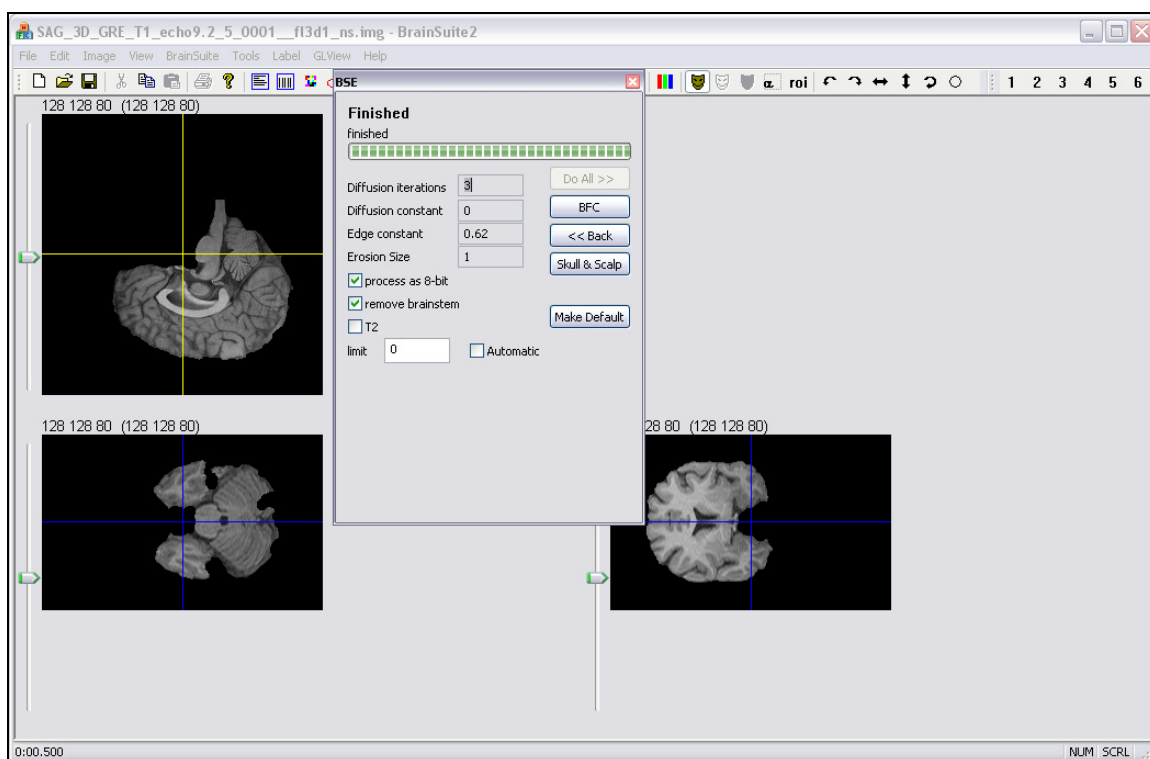 SAG_3D_GRE_T1_echo9.2_5_0001__fl3d1_ns.img - BrainSuite2
File Edit Image View BrainSuite Tools Label GLView Help
α roi 1 2 3 4 5 6
128 128 80 (128 128 80)
BSE
Finished
finished
Diffusion iterations 3
Do All >>
Diffusion constant 0
BFC
Edge constant 0.62
<< Back
Erosion Size 1
Skull & Scalp
process as 8-bit
remove brainstem
Make Default
T2
limit 0 Automatic
128 128 80 (128 128 80)
28 80 (128 128 80)
0:00.500 NUM SCRL